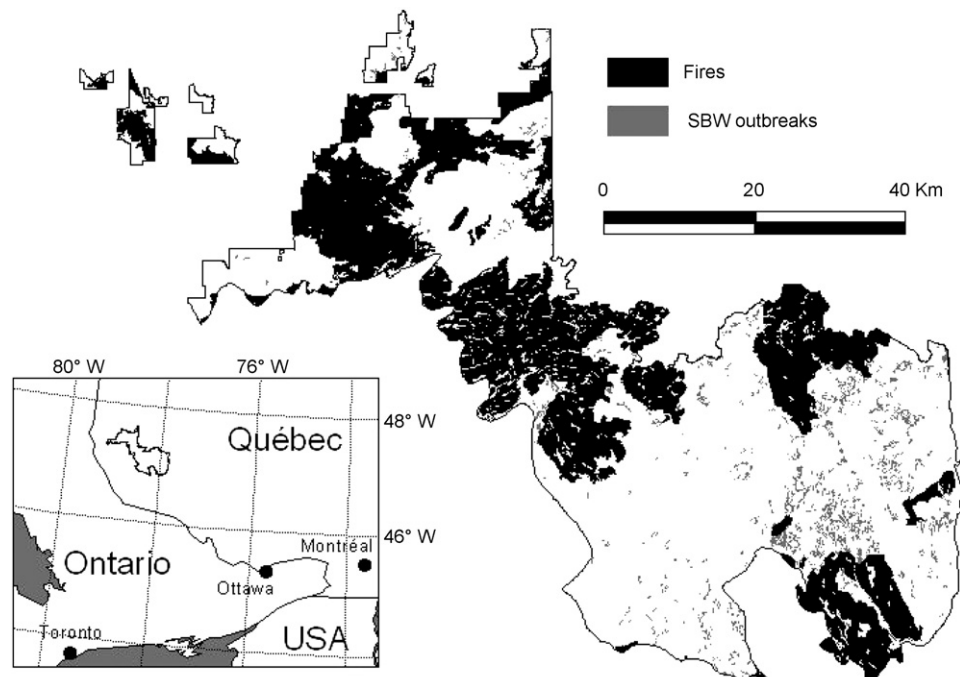 Fires
SBW outbreaks
0 20 40 Km
80° W 76° W
48° W
Québec
46° W
Ontario
Montréal
Ottawa
Toronto
USA